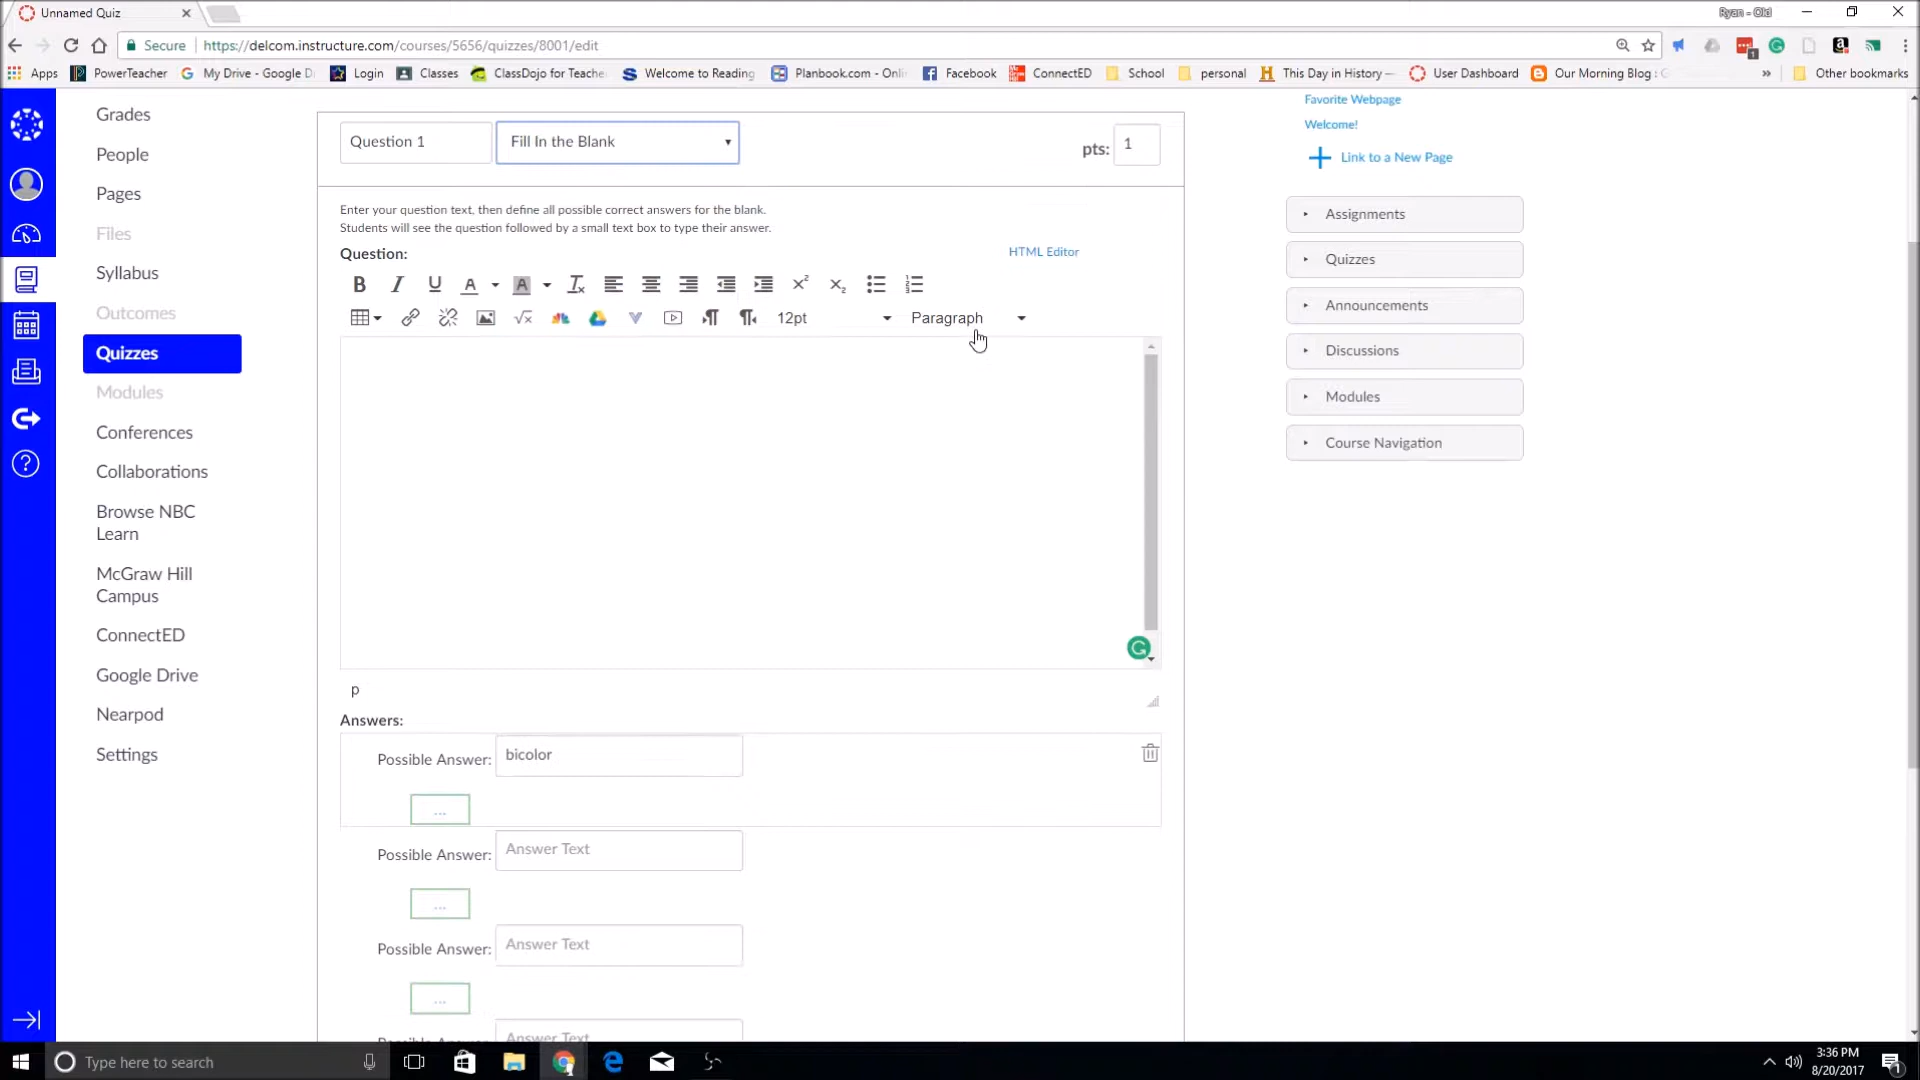 Unnamed Quiz
Ryan - Old
Secure
https://delcom.instructure.com/courses/5656/quizzes/8001/edit
Apps
PowerTeacher
My Drive - Google D
Login
Classes
ClassDojo for Teache
Welcome to Reading
Planbook.com - Onli
Facebook
ConnectED
School
personal
This Day in History —
User Dashboard
Our Morning Blog : G
»
Other bookmarks
Grades
People
Pages
Files
Syllabus
Outcomes
Quizzes
Modules
Conferences
Collaborations
Browse NBC
Learn
McGraw Hill
Campus
ConnectED
Google Drive
Nearpod
Settings
Question 1
Fill In the Blank
pts: 1
Enter your question text, then define all possible correct answers for the blank.
Students will see the question followed by a small text box to type their answer.
Question:
HTML Editor
12pt
Paragraph
p
Answers:
Possible Answer: bicolor
...
Possible Answer: Answer Text
...
Possible Answer: Answer Text
...
Possible Answer: Answer Text
Favorite Webpage
Welcome!
Link to a New Page
Assignments
Quizzes
Announcements
Discussions
Modules
Course Navigation
Type here to search
3:36 PM
8/20/2017